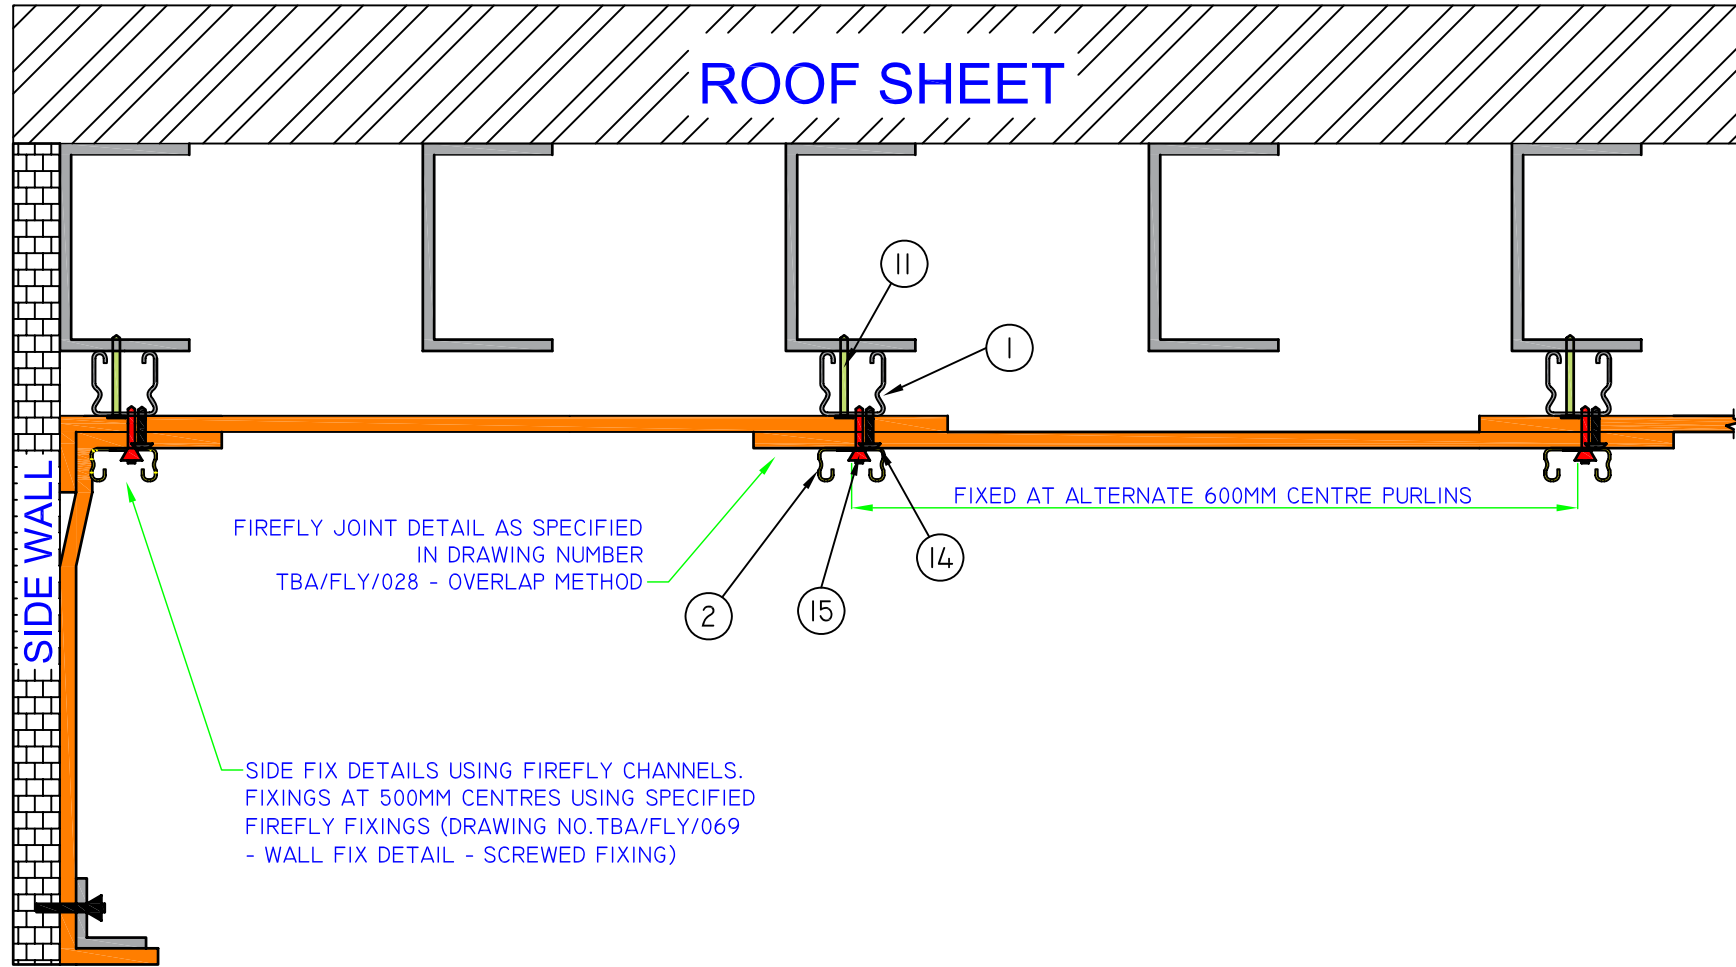 ROOF SHEET
11
1
FIXED AT ALTERNATE 600MM CENTRE PURLINS
FIREFLY JOINT DETAIL AS SPECIFIED
IN DRAWING NUMBER
TBA/FLY/028 - OVERLAP METHOD
14
15
2
SIDE WALL
SIDE FIX DETAILS USING FIREFLY CHANNELS.
FIXINGS AT 500MM CENTRES USING SPECIFIED
FIREFLY FIXINGS (DRAWING NO.TBA/FLY/069
- WALL FIX DETAIL - SCREWED FIXING)